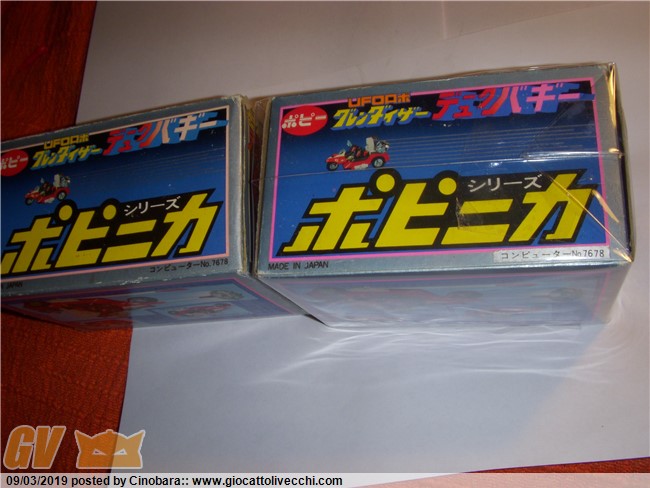 ポピー
UFOロボ
グレンダイザー
デュークバギー
シリーズ
ポピニカ
コンピューターNo.7678
ポピー
UFOロボ
グレンダイザー
デュークバギー
シリーズ
ポピニカ
MADE IN JAPAN
コンピューターNo.7678
GV
09/03/2019 posted by Cinobara:: www.giocattolivecchi.com